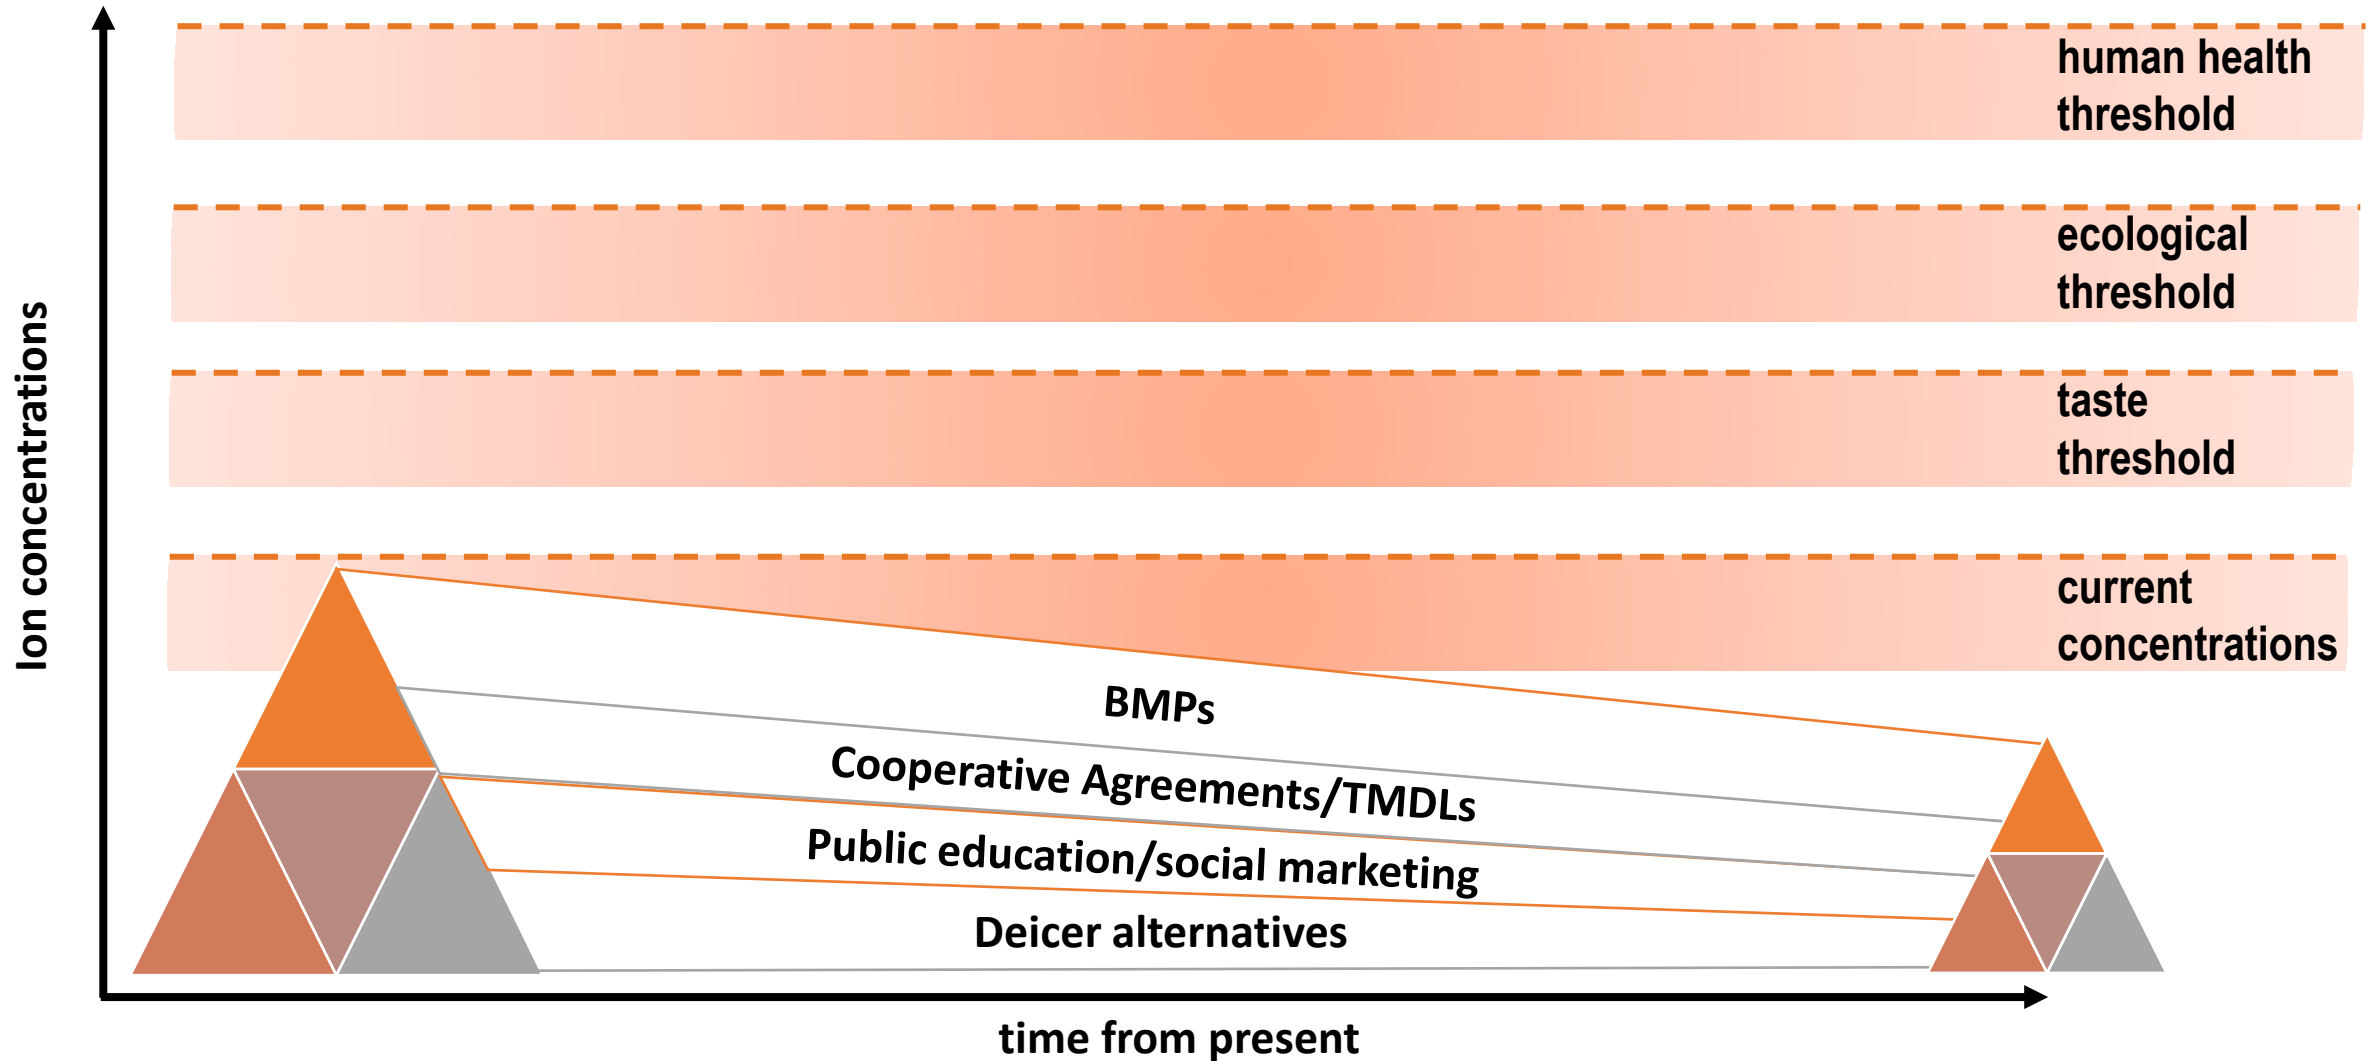 human health
threshold
ecological
threshold
taste
threshold
current
concentrations
Ion concentrations
BMPs
Cooperative Agreements/TMDLs
Public education/social marketing
Deicer alternatives
time from present